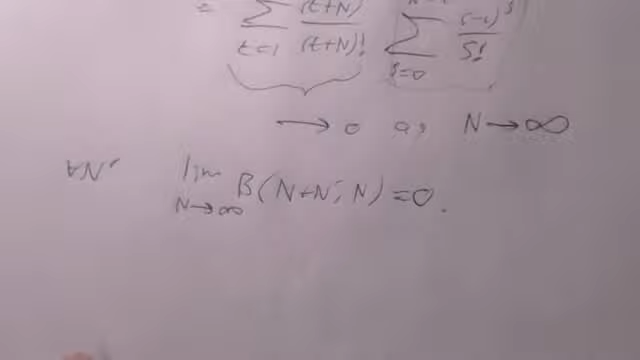 = ∑ t=1 (t+N) / (t+N)! ∑ s=0 (-1)^s / s!
→ 0 as N → ∞
∀N' lim N→∞ B(N+N', N) = 0.